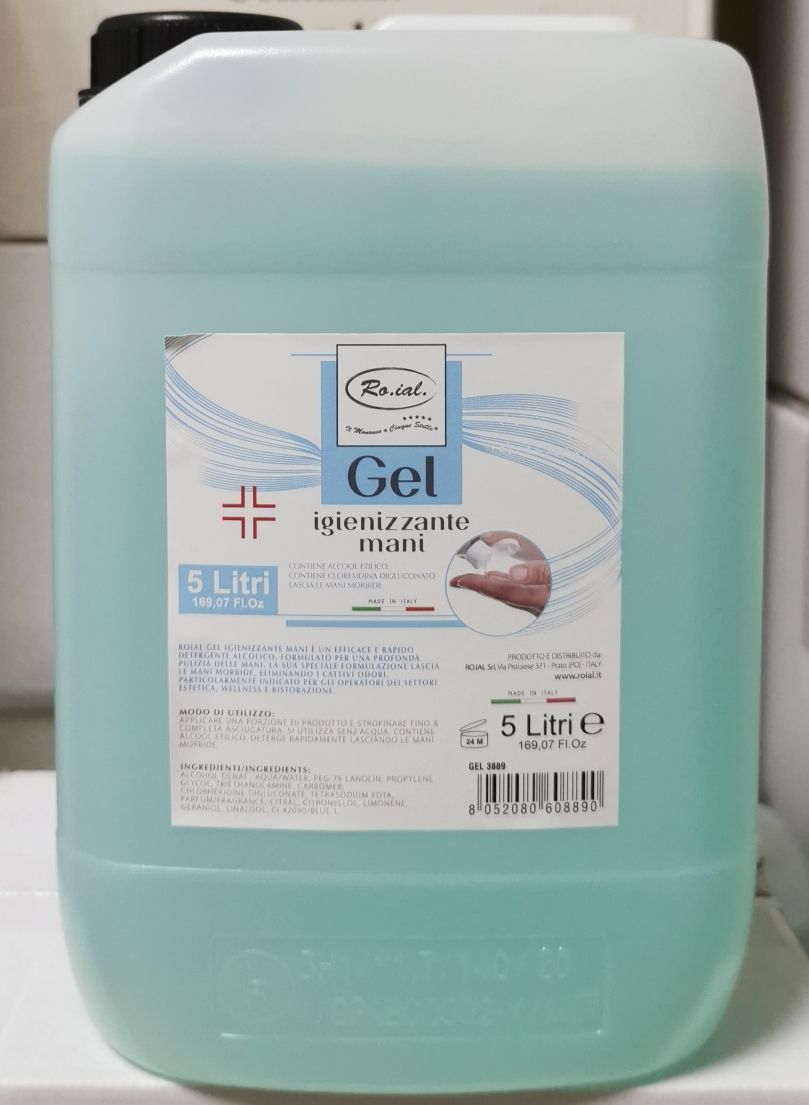 Ro.ial.
Il Monouso a Cinque Stelle
Gel
igienizzante
mani
5 Litri
169,07 Fl.Oz
CONTIENE ALCOOL ETILICO.
CONTIENE CLOREXIDINA DIGLUCONATO
LASCIA LE MANI MORBIDE
MADE IN ITALY
ROIAL GEL IGIENIZZANTE MANI È UN EFFICACE E RAPIDO
DETERGENTE ALCOLICO, FORMULATO PER UNA PROFONDA
PULIZIA DELLE MANI. LA SUA SPECIALE FORMULAZIONE LASCIA
LE MANI MORBIDE, ELIMINANDO I CATTIVI ODORI.
PARTICOLARMENTE INDICATO PER GLI OPERATORI DEI SETTORI
ESTETICA, WELLNESS E RISTORAZIONE.
MODO DI UTILIZZO:
APPLICARE UNA PORZIONE DI PRODOTTO E STROFINARE FINO A
COMPLETA ASCIUGATURA. SI UTILIZZA SENZ'ACQUA. CONTIENE
ALCOOL ETILICO. DETERGE RAPIDAMENTE LASCIANDO LE MANI
MORBIDE.
INGREDIENTI/INGREDIENTS:
ALCOHOL DENAT., AQUA/WATER, PEG-75 LANOLIN, PROPYLENE
GLYCOL, TRIETHANOLAMINE, CARBOMER,
CHLORHEXIDINE DIGLUCONATE, TETRASODIUM EDTA,
PARFUM/FRAGRANCE, CITRAL, CITRONELLOL, LIMONENE,
GERANIOL, LINALOOL, CI 42090/BLUE 1.
PRODOTTO E DISTRIBUITO da:
RO.IAL Srl, Via Pistoiese 371 - Prato (PO) - ITALY
www.roial.it
MADE IN ITALY
24 M
5 Litri e
169,07 Fl.Oz
GEL 3889
8 052080 608890